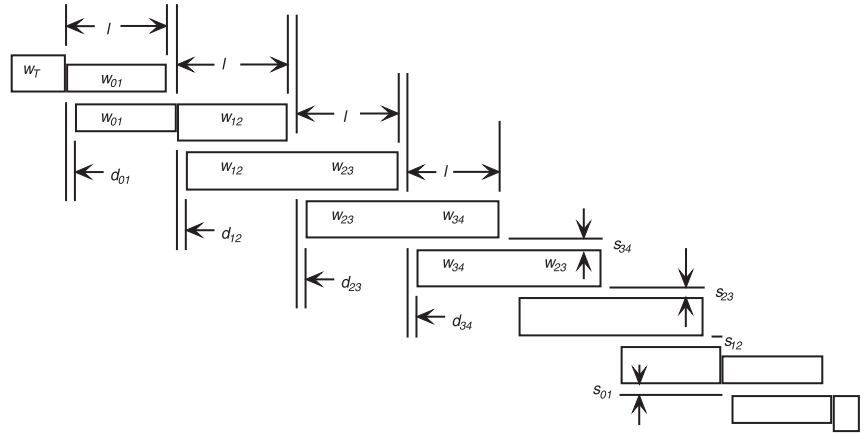 l
w_T w_01 l
w_01 w_12 l
d_01 w_12 w_23 l
d_12 w_23 w_34 s_34
d_23 w_34 w_23
d_34 s_23
s_12
s_01